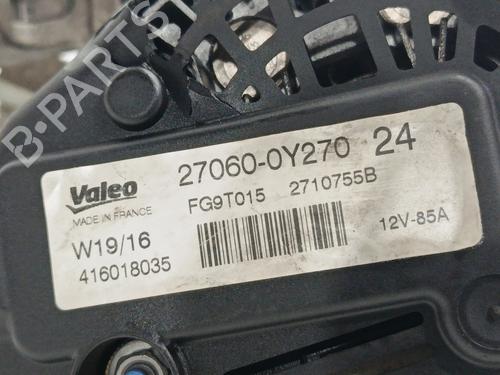 B-PARTS
Valeo
MADE IN FRANCE
27060-0Y270 24
FG9T015 2710755B
W19/16
416018035
12V-85A